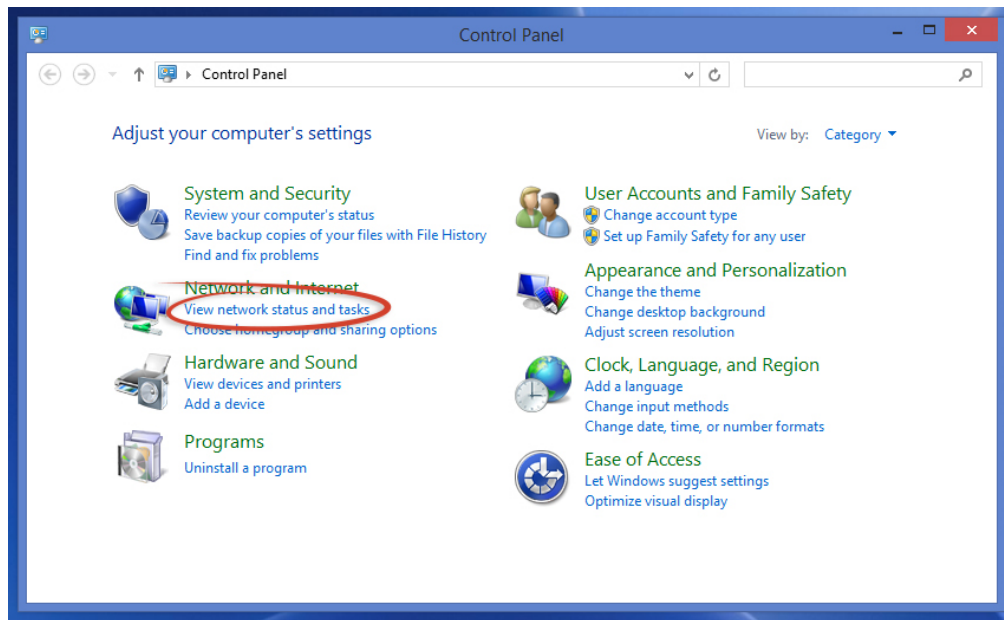 Control Panel
Control Panel
Adjust your computer's settings
View by: Category
System and Security
Review your computer's status
Save backup copies of your files with File History
Find and fix problems
Network and Internet
View network status and tasks
Choose homegroup and sharing options
Hardware and Sound
View devices and printers
Add a device
Programs
Uninstall a program
User Accounts and Family Safety
Change account type
Set up Family Safety for any user
Appearance and Personalization
Change the theme
Change desktop background
Adjust screen resolution
Clock, Language, and Region
Add a language
Change input methods
Change date, time, or number formats
Ease of Access
Let Windows suggest settings
Optimize visual display